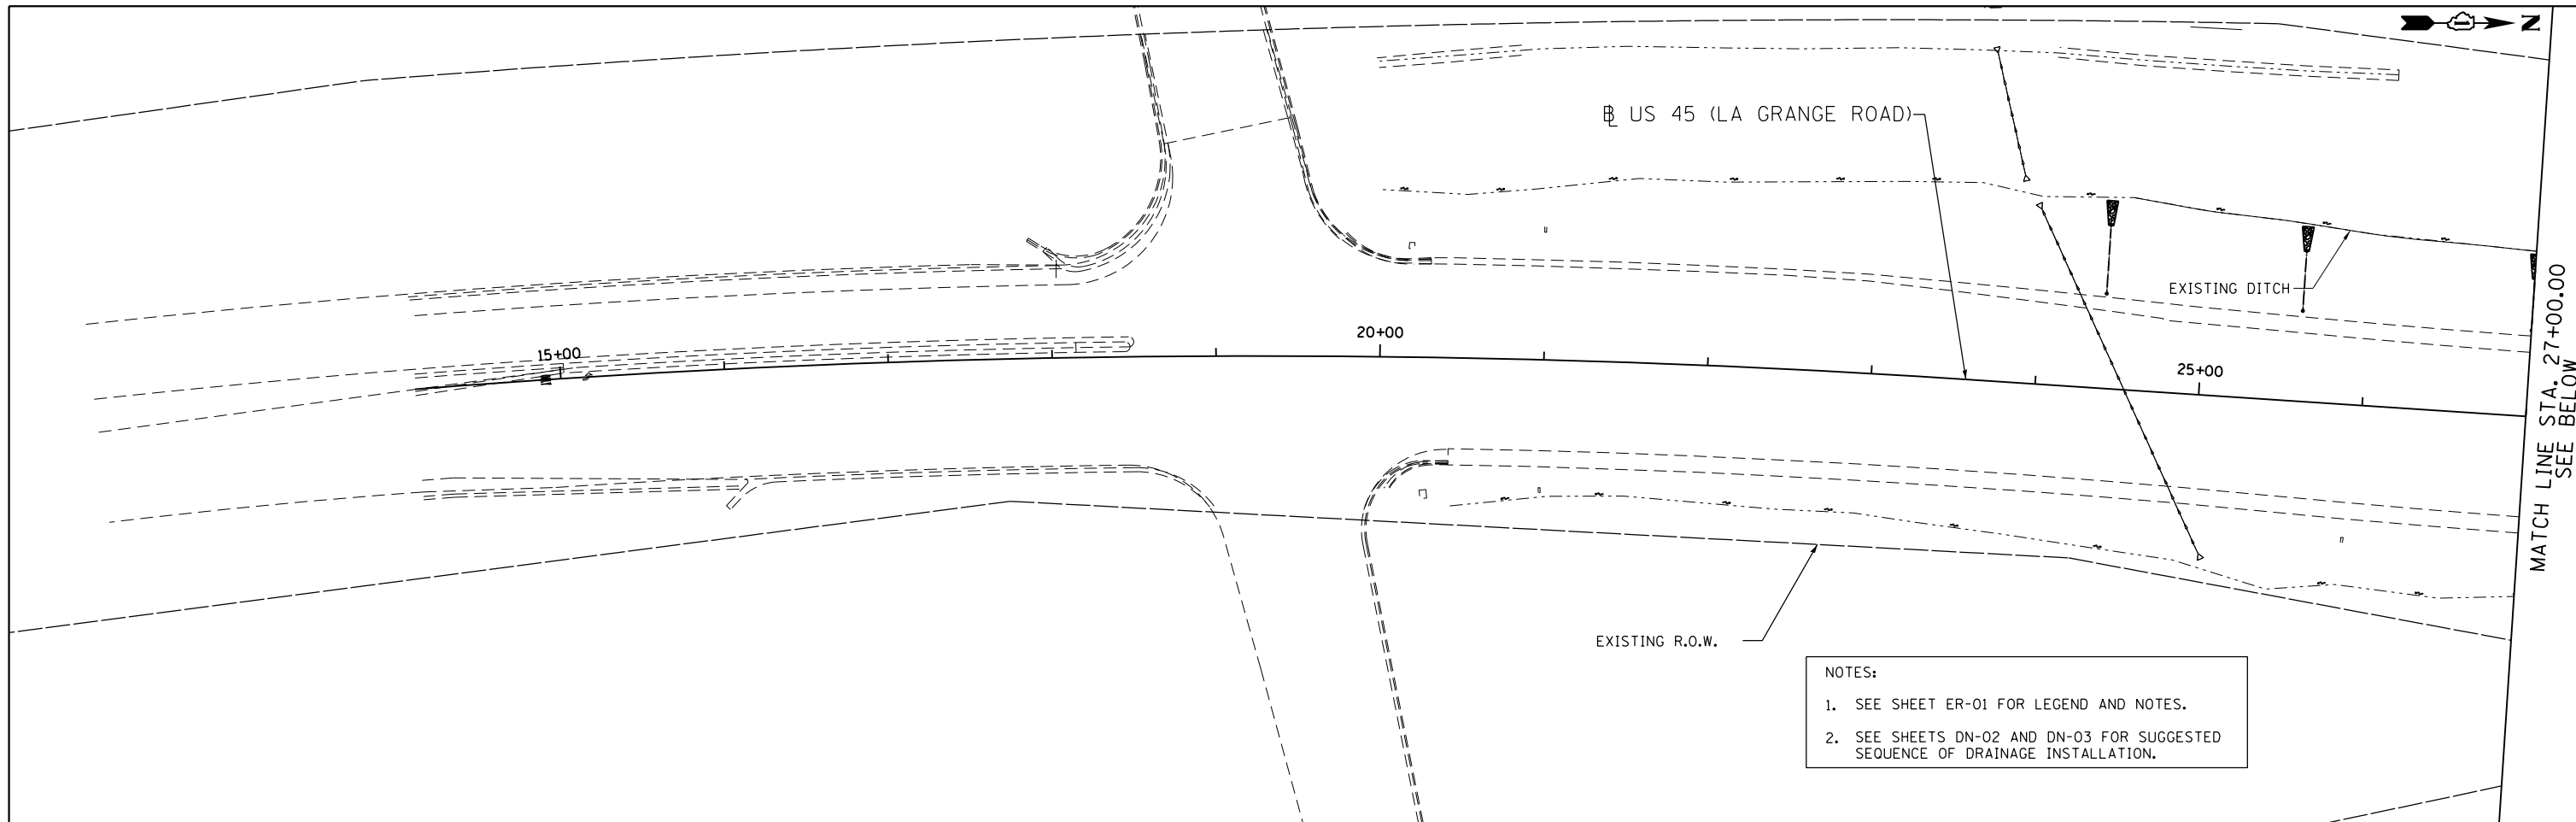 N
℄ US 45 (LA GRANGE ROAD)
EXISTING DITCH
15+00
20+00
25+00
MATCH LINE STA. 27+00.00
SEE BELOW
EXISTING R.O.W.
NOTES:
1. SEE SHEET ER-01 FOR LEGEND AND NOTES.
2. SEE SHEETS DN-02 AND DN-03 FOR SUGGESTED
SEQUENCE OF DRAINAGE INSTALLATION.